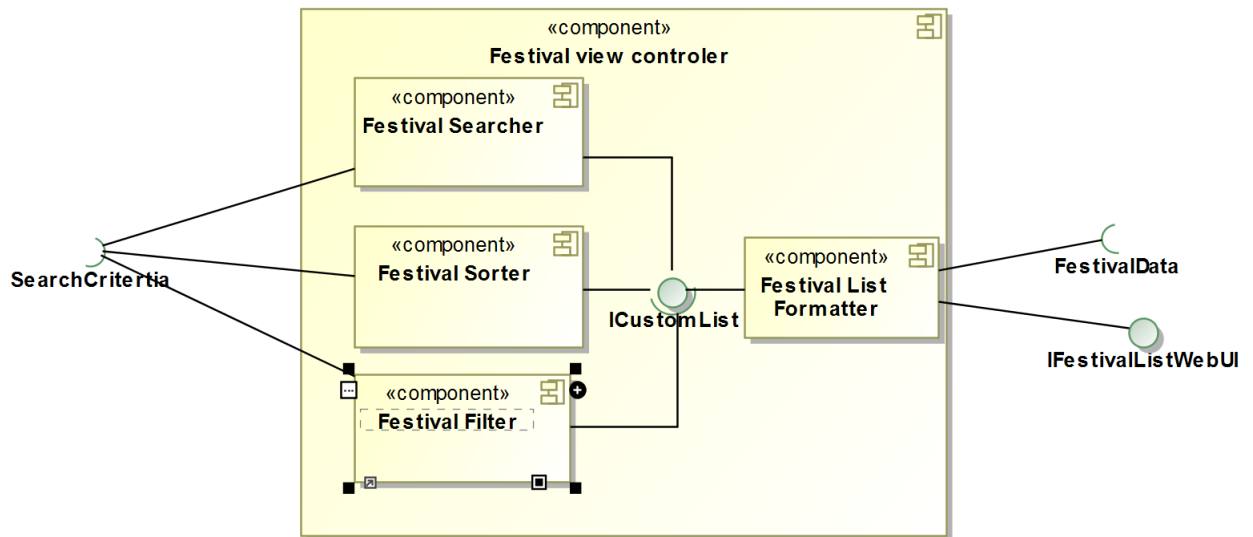 «component»
Festival view controler
«component»
Festival Searcher
«component»
Festival Sorter
«component»
Festival Filter
SearchCritertia
ICustomList
«component»
Festival List
Formatter
FestivalData
IFestivalListWebUI